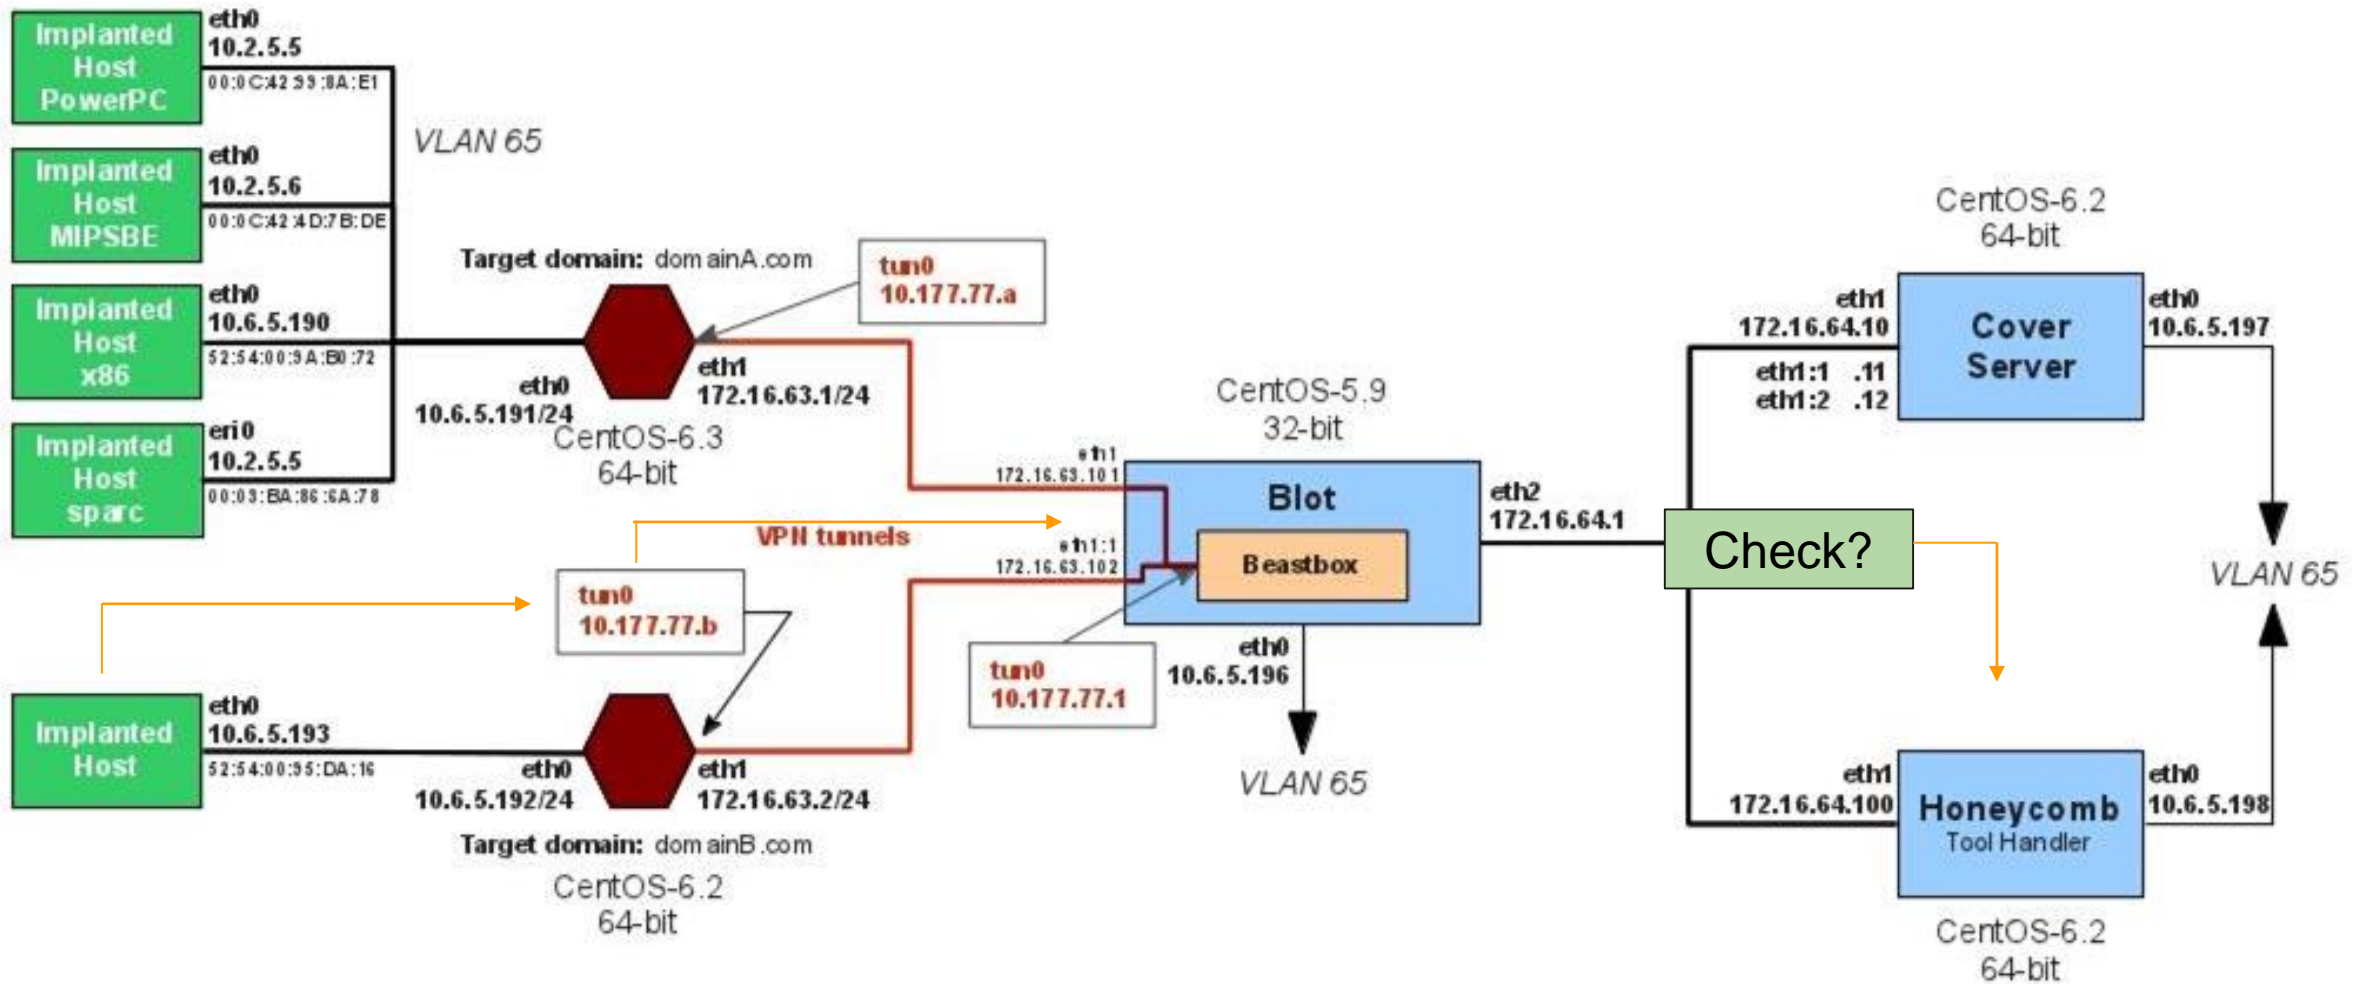 Implanted
Host
PowerPC
eth0
10.2.5.5
00:0C:42:99:8A:E1
VLAN 65
Implanted
Host
MIPSBE
eth0
10.2.5.6
00:0C:42:4D:7B:DE
Implanted
Host
x86
eth0
10.6.5.190
52:54:00:9A:B0:72
Implanted
Host
sparc
eri0
10.2.5.5
00:03:BA:86:6A:78
Target domain: domainA.com
tun0
10.177.77.a
eth0
10.6.5.191/24
eth1
172.16.63.1/24
CentOS-6.3
64-bit
VPN tunnels
tun0
10.177.77.b
Implanted
Host
eth0
10.6.5.193
52:54:00:95:DA:16
eth0
10.6.5.192/24
eth1
172.16.63.2/24
Target domain: domainB.com
CentOS-6.2
64-bit
CentOS-5.9
32-bit
eth1
172.16.63.101
eth1:1
172.16.63.102
Blot
Beastbox
tun0
10.177.77.1
eth0
10.6.5.196
VLAN 65
eth2
172.16.64.1
Check?
CentOS-6.2
64-bit
eth1
172.16.64.10
eth1:1 .11
eth1:2 .12
Cover
Server
eth0
10.6.5.197
VLAN 65
eth1
172.16.64.100
Honeycomb
Tool Handler
eth0
10.6.5.198
CentOS-6.2
64-bit